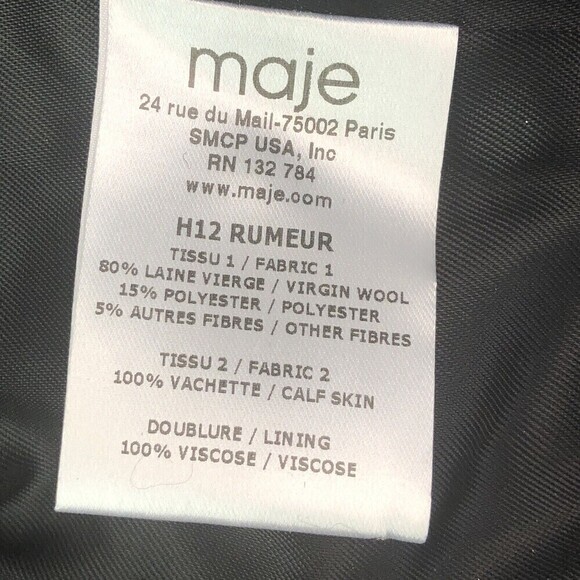 maje
24 rue du Mail-75002 Paris
SMCP USA, Inc
RN 132 784
www.maje.com
H12 RUMEUR
TISSU 1 / FABRIC 1
80% LAINE VIERGE / VIRGIN WOOL
15% POLYESTER / POLYESTER
5% AUTRES FIBRES / OTHER FIBRES
TISSU 2 / FABRIC 2
100% VACHETTE / CALF SKIN
DOUBLURE / LINING
100% VISCOSE / VISCOSE